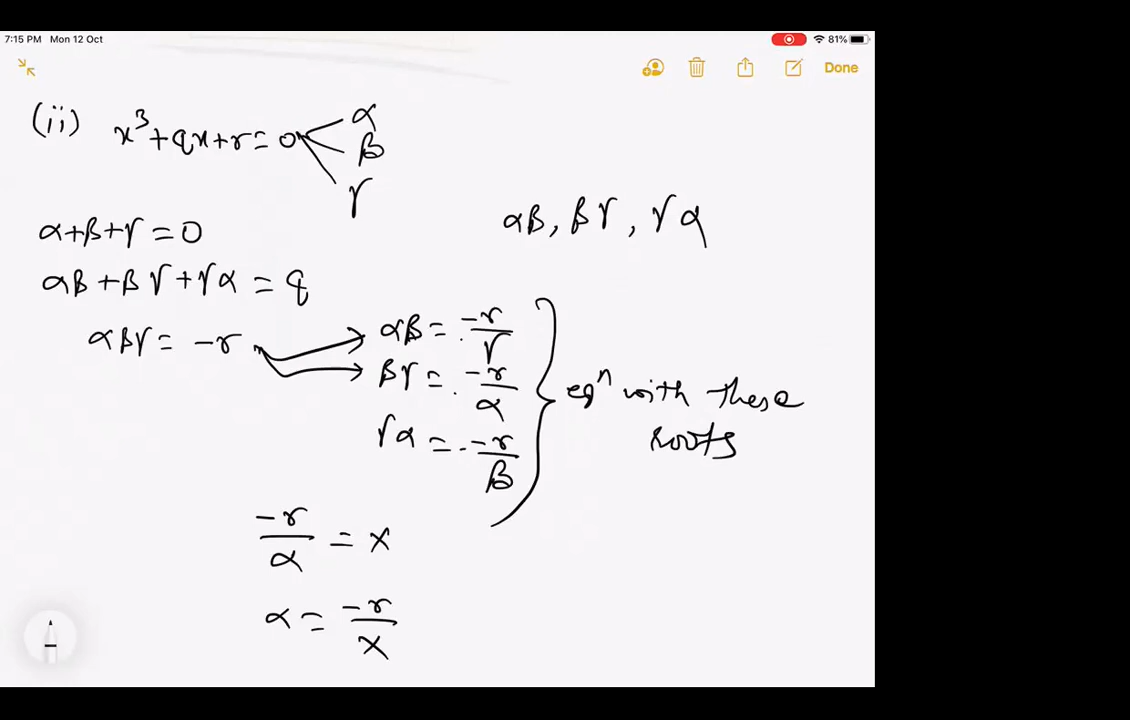 7:15 PM Mon 12 Oct
81%
Done
(ii) x³+qx+r=0
α
β
γ
α+β+γ=0
αβ, βγ, γα
αβ+βγ+γα=q
αβγ=-r
αβ=-r/γ
βγ=-r/α
γα=-r/β
eqⁿ with these
roots
-r/α=x
α=-r/x